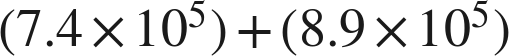 (7.4 × 10⁵) + (8.9 × 10⁵)